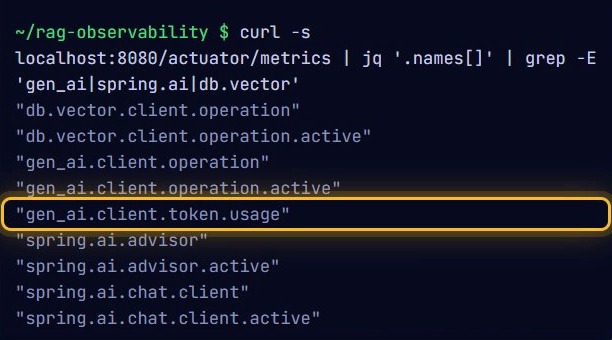 ~/rag-observability $ curl -s
localhost:8080/actuator/metrics | jq '.names[]' | grep -E
'gen_ai|spring.ai|db.vector'
"db.vector.client.operation"
"db.vector.client.operation.active"
"gen_ai.client.operation"
"gen_ai.client.operation.active"
"gen_ai.client.token.usage"
"spring.ai.advisor"
"spring.ai.advisor.active"
"spring.ai.chat.client"
"spring.ai.chat.client.active"